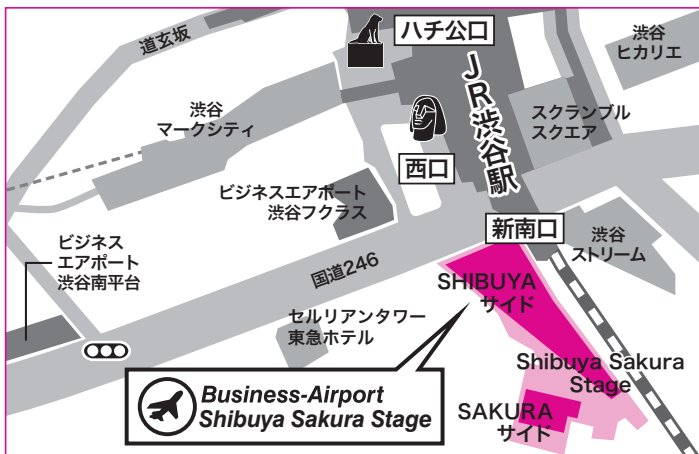 道玄坂
ハチ公口
渋谷
ヒカリエ
渋谷
マークシティ
JR渋谷駅
スクランブル
スクエア
西口
ビジネスエアポート
渋谷フクラス
新南口
渋谷
ストリーム
ビジネス
エアポート
渋谷南平台
国道246
SHIBUYA
サイド
セルリアンタワー
東急ホテル
Shibuya Sakura
Stage
Business-Airport
Shibuya Sakura Stage
SAKURA
サイド